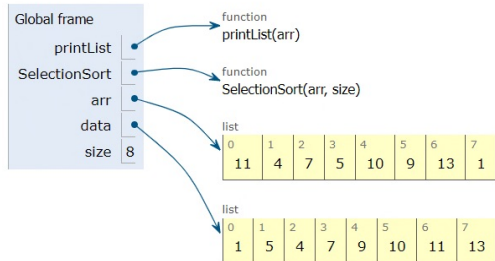 Global frame
printList
SelectionSort
arr
data
size 8
function
printList(arr)
function
SelectionSort(arr, size)
list
0 1 2 3 4 5 6 7
11 4 7 5 10 9 13 1
list
0 1 2 3 4 5 6 7
1 5 4 7 9 10 11 13